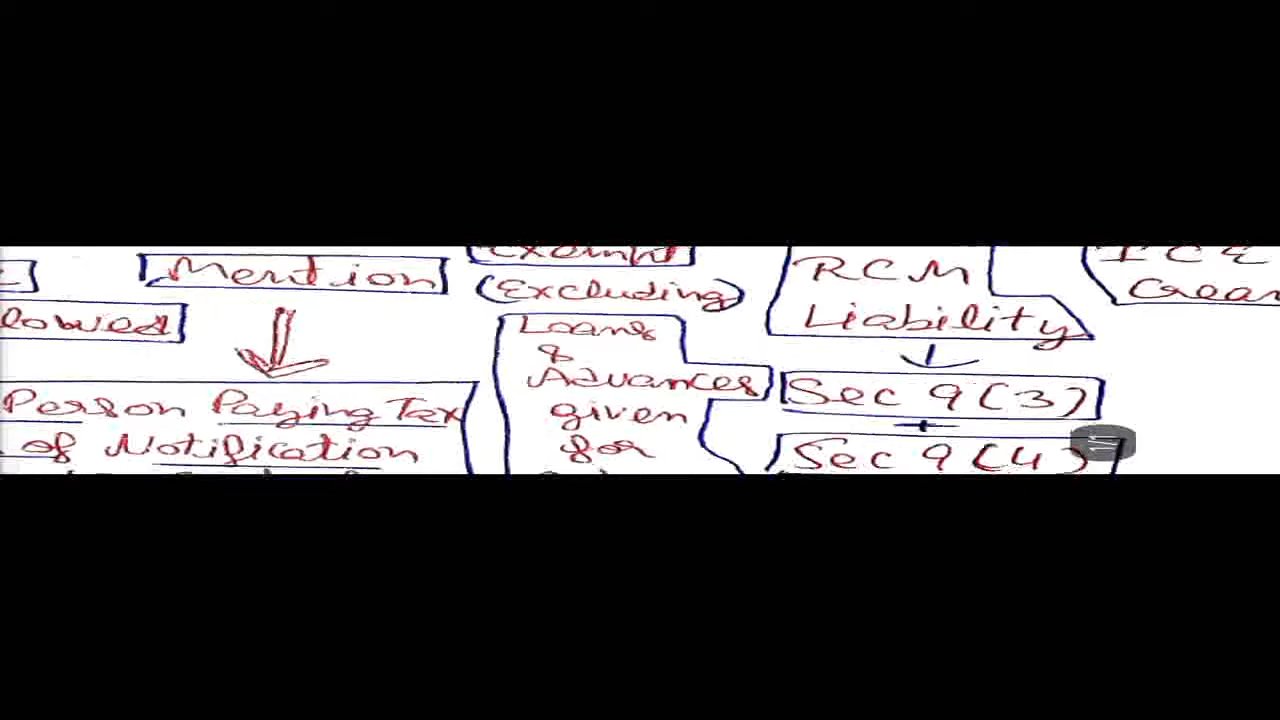 Mention
lowed
Person Paying Tax
of Notification
Exempt
(Excluding)
Loans
&
Advances
given
for
RCM
Liability
Sec 9(3)
+
Sec 9(4)